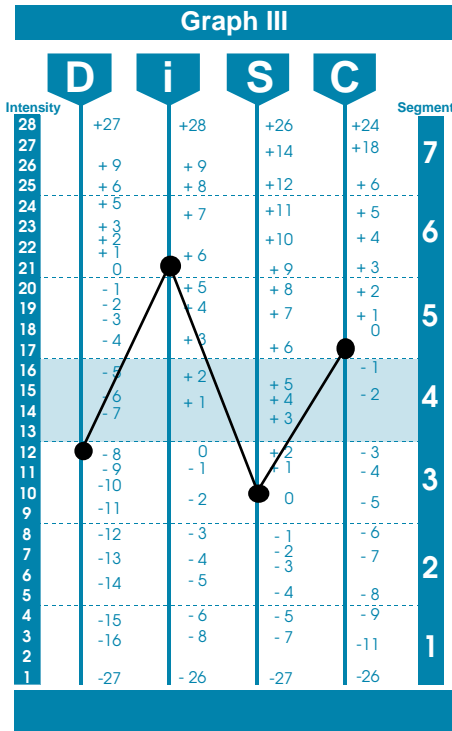 Graph III
D i S C
Intensity Segment
28 +27 +28 +26 +24
27 +14 +18 7
26 + 9 + 9
25 + 6 + 8 +12 + 6
24 + 5 + 7 +11 + 5
23 + 3 6
22 + 2 +10 + 4
+ 1 + 6
21 0 + 9 + 3
20 - 1 + 5 + 8 + 2
19 - 2 + 4 + 7 + 1 5
18 - 3 0
17 - 4 + 3 + 6
16 - 5 + 2 - 1
15 - 6 + 1 + 5 - 2 4
14 - 7 + 4
13 + 3
12 - 8 0 + 2 - 3
11 - 9 - 1 + 1 - 4 3
10 -10 - 2 0 - 5
9 -11
8 -12 - 3 - 1 - 6
7 -13 - 4 - 2 - 7 2
6 -14 - 5 - 3
5 - 4 - 8
4 -15 - 6 - 5 - 9
3 -16 - 8 - 7 -11 1
2
1 -27 - 26 -27 -26